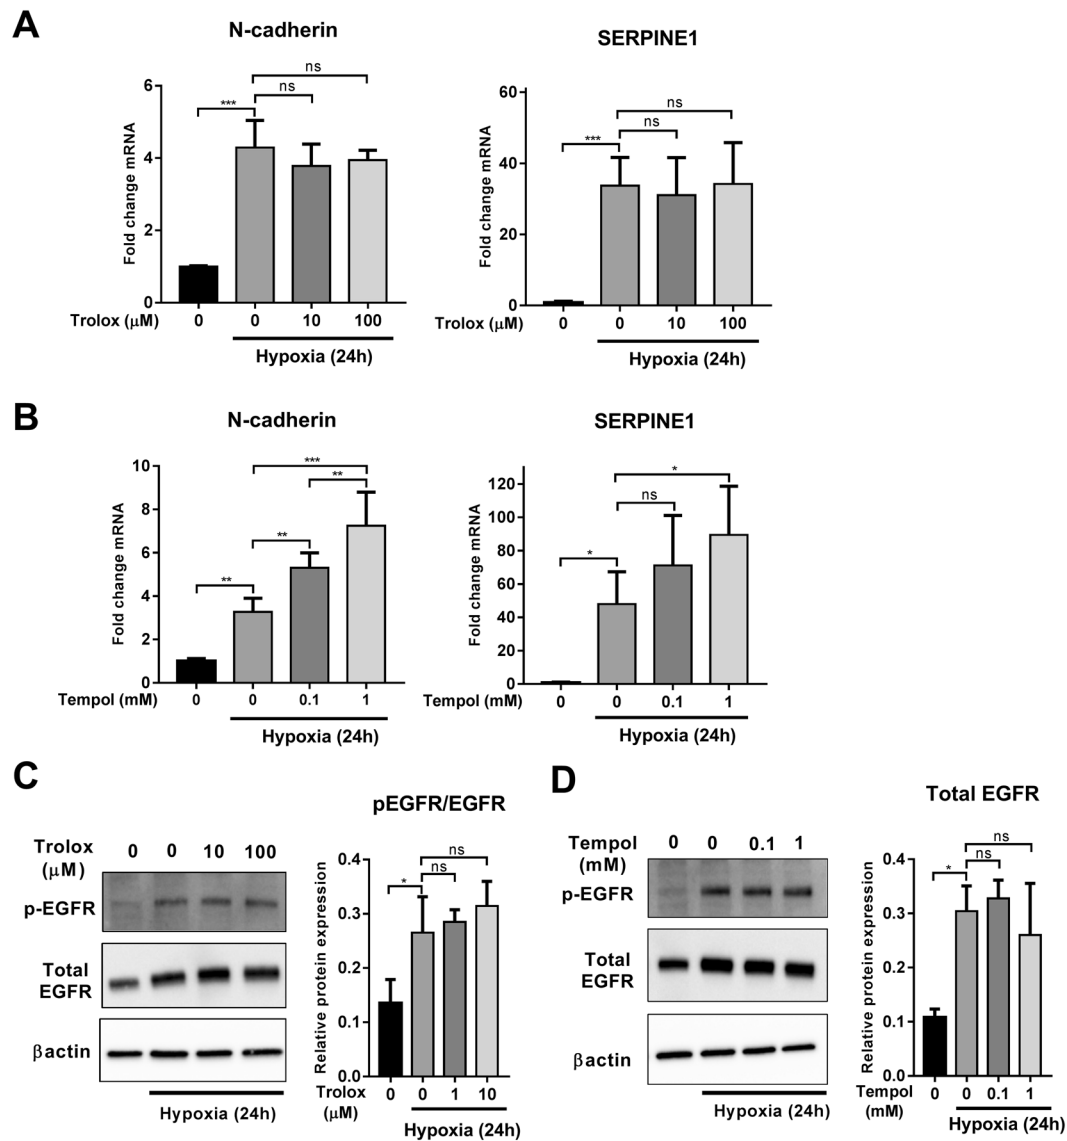 A
N-cadherin
Fold change mRNA
6
4
2
0
***
ns
ns
Trolox (μM) 0 0 10 100
Hypoxia (24h)
SERPINE1
Fold change mRNA
60
40
20
0
***
ns
ns
0 0 10 100
Hypoxia (24h)
B
N-cadherin
Fold change mRNA
10
8
6
4
2
0
**
**
**
***
Tempol (mM) 0 0 0.1 1
Hypoxia (24h)
SERPINE1
Fold change mRNA
120
100
80
60
40
20
0
*
ns
*
0 0 0.1 1
Hypoxia (24h)
C
Trolox
(μM)
0 0 10 100
p-EGFR
Total
EGFR
βactin
Hypoxia (24h)
pEGFR/EGFR
Relative protein expression
0.4
0.3
0.2
0.1
0.0
*
ns
ns
Trolox
(μM)
0 0 1 10
Hypoxia (24h)
D
Tempol
(mM)
0 0 0.1 1
p-EGFR
Total
EGFR
βactin
Hypoxia (24h)
Total EGFR
Relative protein expression
0.4
0.3
0.2
0.1
0.0
*
ns
ns
Tempol
(mM)
0 0 0.1 1
Hypoxia (24h)